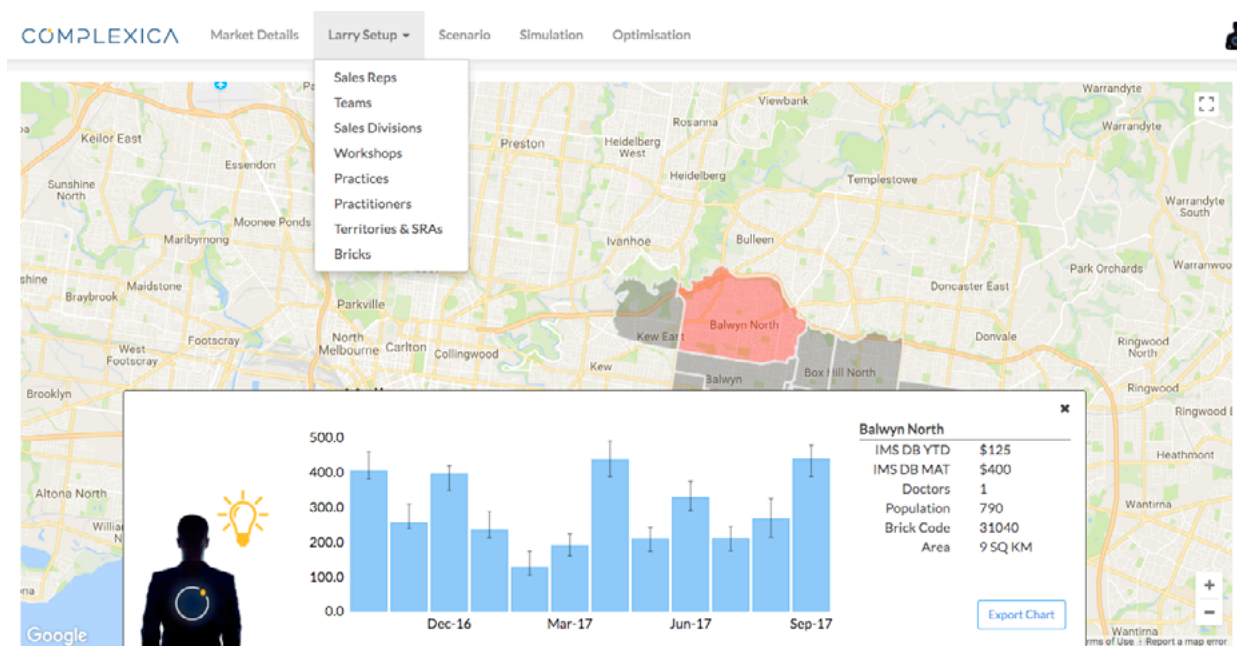 COMPLEXICA
Market Details
Larry Setup
Scenario
Simulation
Optimisation
Sales Reps
Teams
Sales Divisions
Workshops
Practices
Practitioners
Territories & SRAs
Bricks
Keilor East
Essendon
Sunshine
North
Moonee Ponds
Maribyrnong
Maidstone
Braybrook
West
Footscray
Footscray
Parkville
North
Melbourne
Carlton
Collingwood
Brooklyn
Altona North
Preston
Viewbank
Rosanna
Heidelberg
West
Heidelberg
Templestowe
Warrandyte
Warrandyte
Warrandyte
South
Ivanhoe
Bulleen
Park Orchards
Doncaster East
Balwyn North
Kew East
Kew
Balwyn
Box Hill North
Donvale
Ringwood
North
Ringwood
Heathmont
Wantirna
Wantirna
500.0
400.0
300.0
200.0
100.0
0.0
Dec-16
Mar-17
Jun-17
Sep-17
Balwyn North
IMS DB YTD $125
IMS DB MAT $400
Doctors 1
Population 790
Brick Code 31040
Area 9 SQ KM
Export Chart
Google
Report a map error